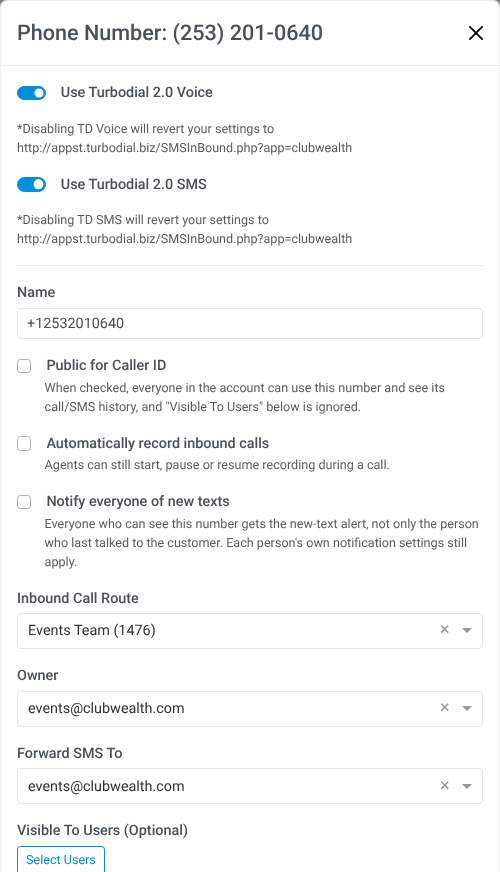 Phone Number: (253) 201-0640
Use Turbodial 2.0 Voice
*Disabling TD Voice will revert your settings to
http://appst.turbodial.biz/SMSInBound.php?app=clubwealth
Use Turbodial 2.0 SMS
*Disabling TD SMS will revert your settings to
http://appst.turbodial.biz/SMSInBound.php?app=clubwealth
Name
+12532010640
Public for Caller ID
When checked, everyone in the account can use this number and see its
call/SMS history, and "Visible To Users" below is ignored.
Automatically record inbound calls
Agents can still start, pause or resume recording during a call.
Notify everyone of new texts
Everyone who can see this number gets the new-text alert, not only the person
who last talked to the customer. Each person's own notification settings still
apply.
Inbound Call Route
Events Team (1476)
Owner
events@clubwealth.com
Forward SMS To
events@clubwealth.com
Visible To Users (Optional)
Select Users